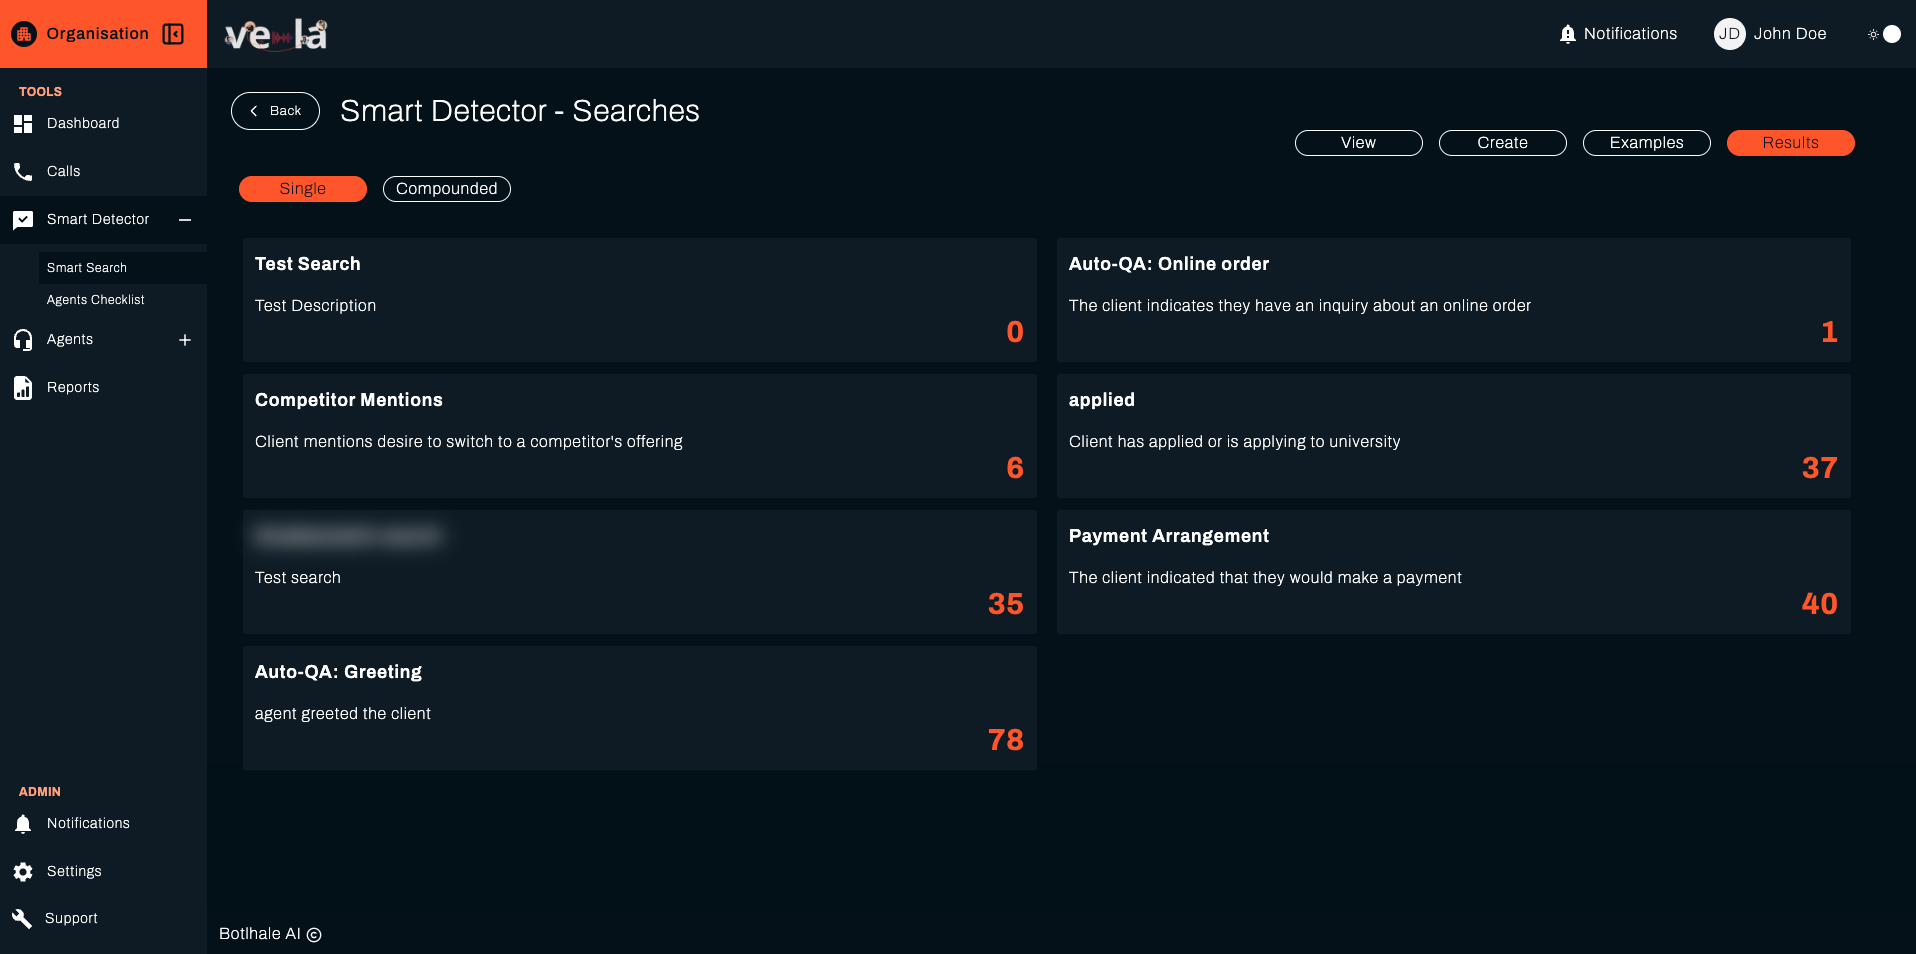 Organisation
vela
Notifications
JD
John Doe
TOOLS
Dashboard
Calls
Smart Detector
Smart Search
Agents Checklist
Agents
Reports
ADMIN
Notifications
Settings
Support
Back
Smart Detector - Searches
View
Create
Examples
Results
Single
Compounded
Test Search
Test Description
0
Auto-QA: Online order
The client indicates they have an inquiry about an online order
1
Competitor Mentions
Client mentions desire to switch to a competitor's offering
6
applied
Client has applied or is applying to university
37
Test search
35
Payment Arrangement
The client indicated that they would make a payment
40
Auto-QA: Greeting
agent greeted the client
78
Botlhale AI ©